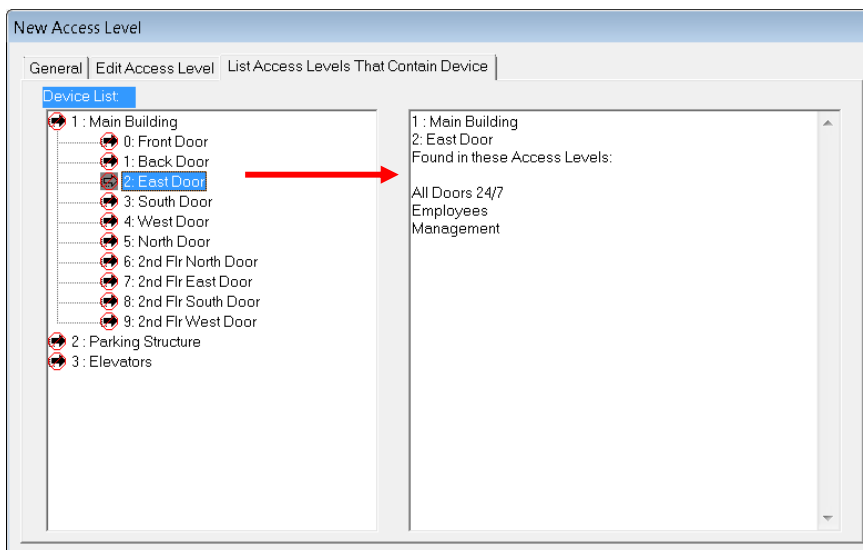 New Access Level
General Edit Access Level List Access Levels That Contain Device
Device List:
1 : Main Building
0: Front Door
1: Back Door
2: East Door
3: South Door
4: West Door
5: North Door
6: 2nd Flr North Door
7: 2nd Flr East Door
8: 2nd Flr South Door
9: 2nd Flr West Door
2 : Parking Structure
3 : Elevators
1 : Main Building
2: East Door
Found in these Access Levels:
All Doors 24/7
Employees
Management